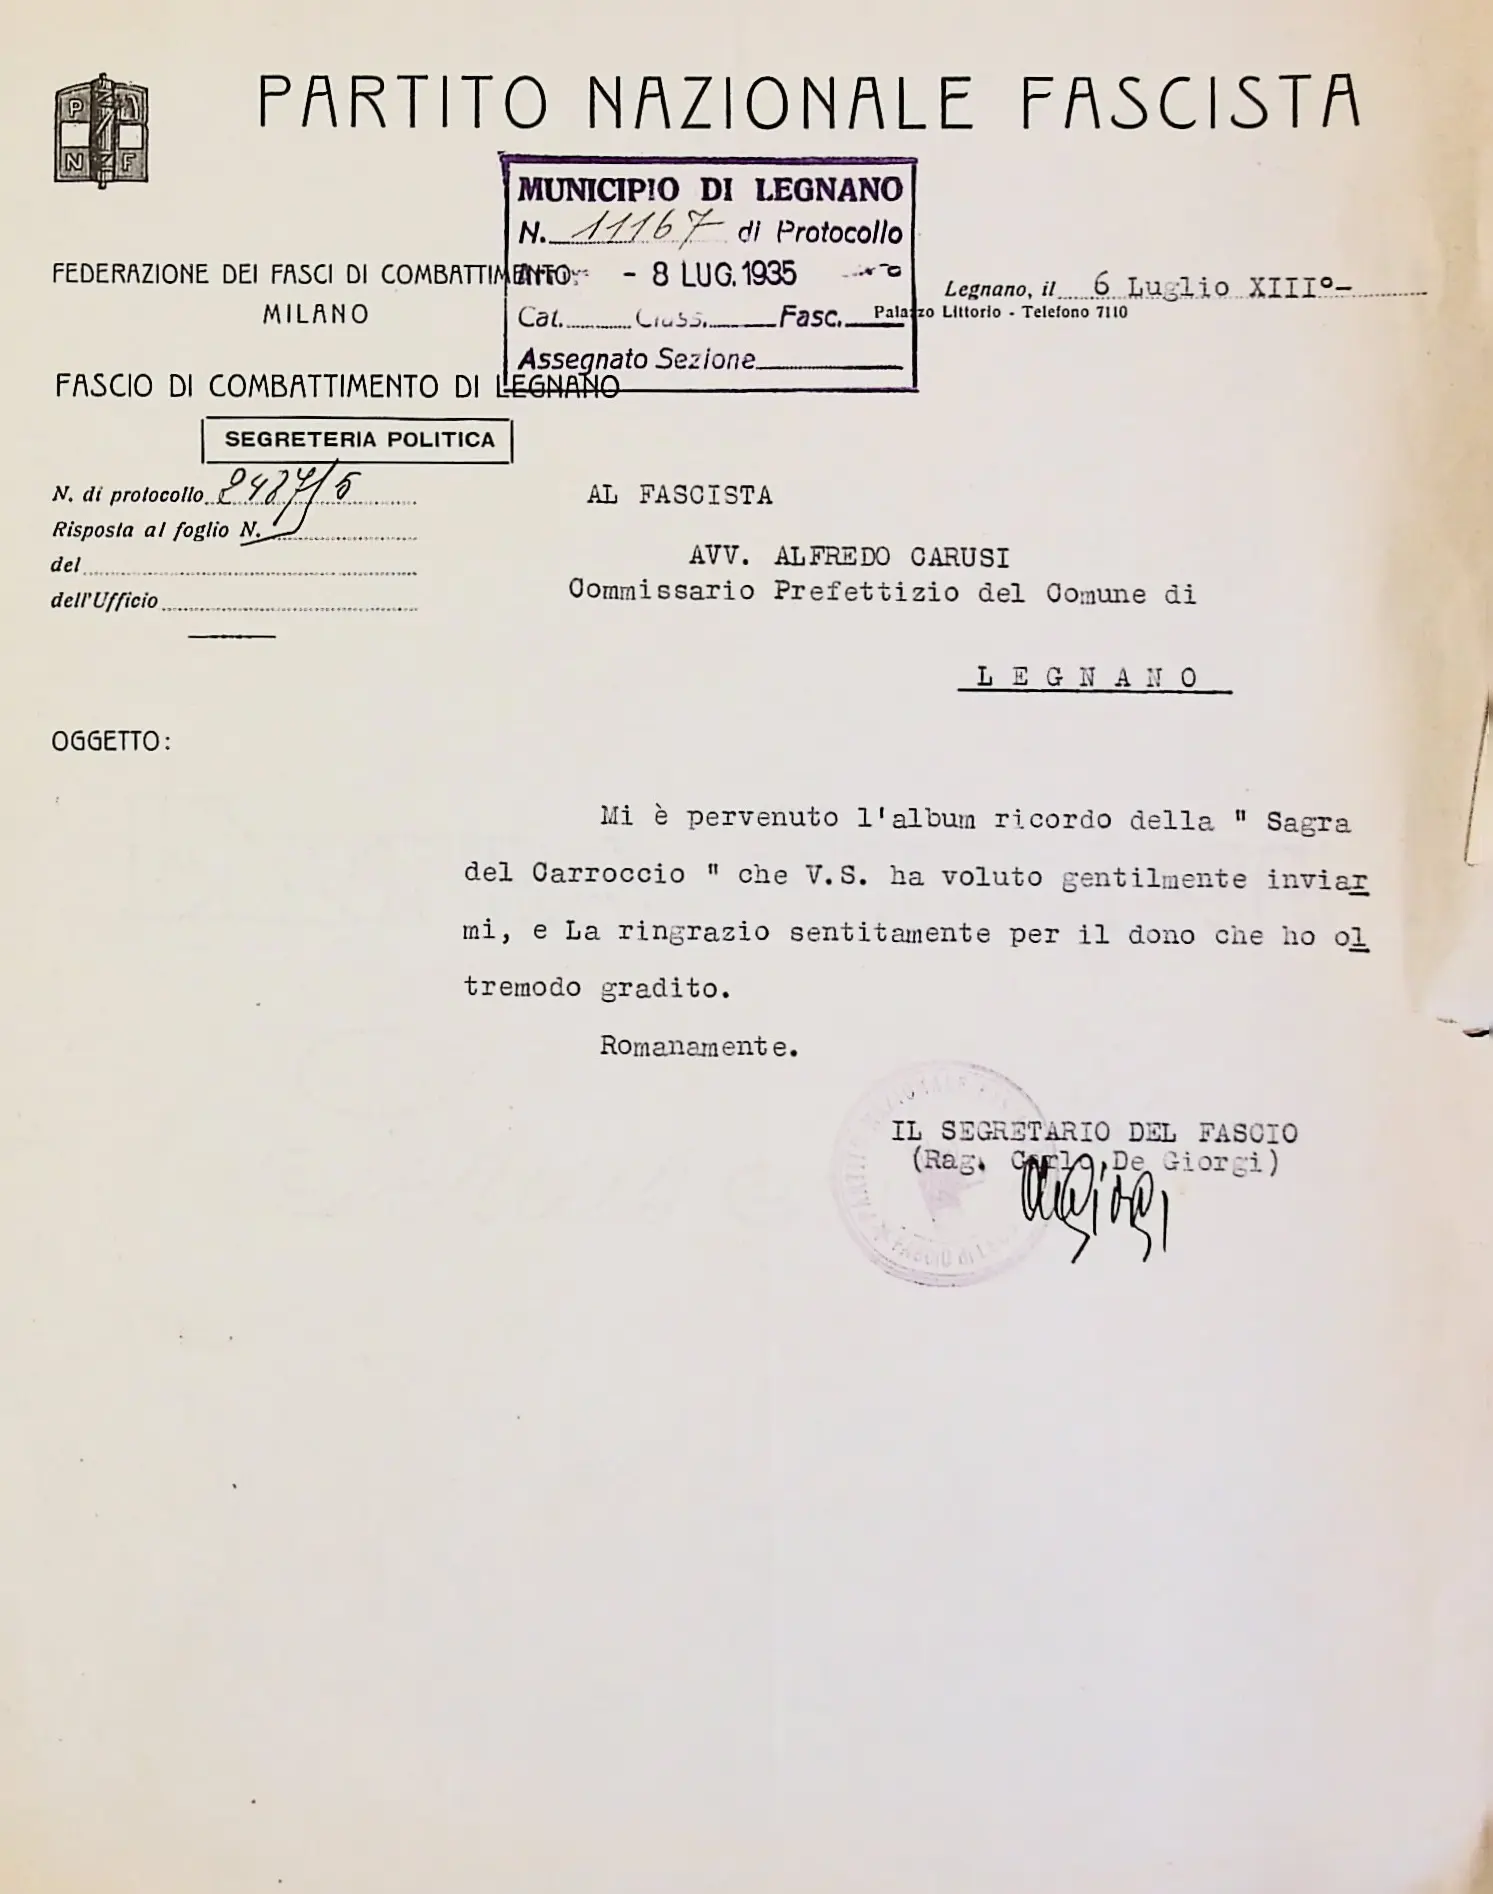 P N F
PARTITO NAZIONALE FASCISTA
MUNICIPIO DI LEGNANO
N. 11167 di Protocollo
- 8 LUG. 1935
Cat. Class. Fasc.
Assegnato Sezione
FEDERAZIONE DEI FASCI DI COMBATTIMENTO
MILANO
Legnano, il 6 Luglio XIII°-
Palazzo Littorio - Telefono 7110
FASCIO DI COMBATTIMENTO DI LEGNANO
SEGRETERIA POLITICA
N. di protocollo 2487/5
Risposta al foglio N.
del
dell'Ufficio
AL FASCISTA
AVV. ALFREDO CARUSI
Commissario Prefettizio del Comune di
LEGNANO
OGGETTO:
Mi è pervenuto l'album ricordo della " Sagra
del Carroccio " che V.S. ha voluto gentilmente inviar
mi, e La ringrazio sentitamente per il dono che ho ol
tremodo gradito.
Romanamente.
IL SEGRETARIO DEL FASCIO
(Rag. Carlo De Giorgi)